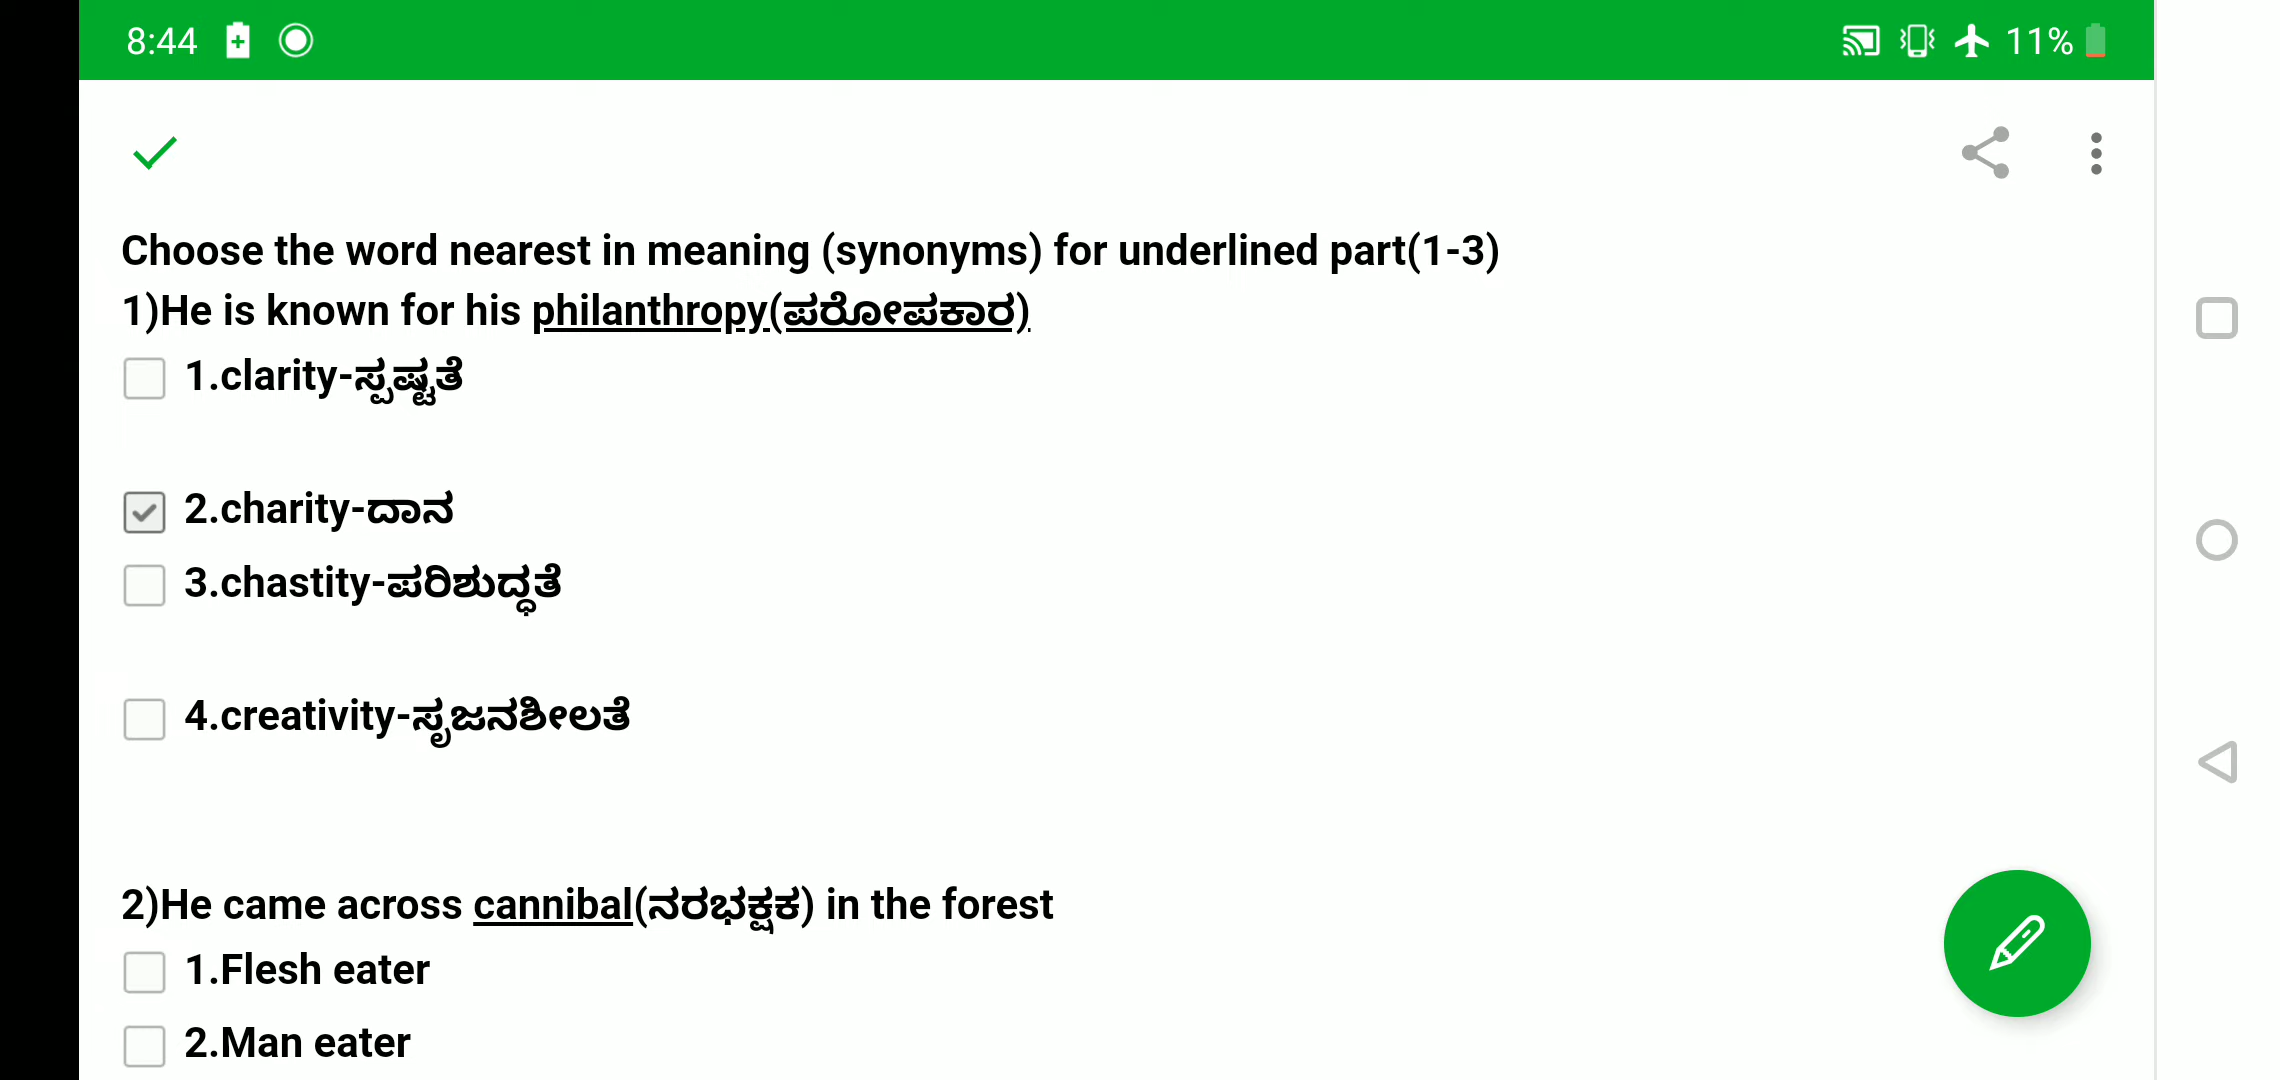 8:44
11%
Choose the word nearest in meaning (synonyms) for underlined part(1-3)
1)He is known for his philanthropy(ಪರೋಪಕಾರ)
1.clarity-ಸ್ಪಷ್ಟತೆ
2.charity-ದಾನ
3.chastity-ಪರಿಶುದ್ಧತೆ
4.creativity-ಸೃಜನಶೀಲತೆ
2)He came across cannibal(ನರಭಕ್ಷಕ) in the forest
1.Flesh eater
2.Man eater